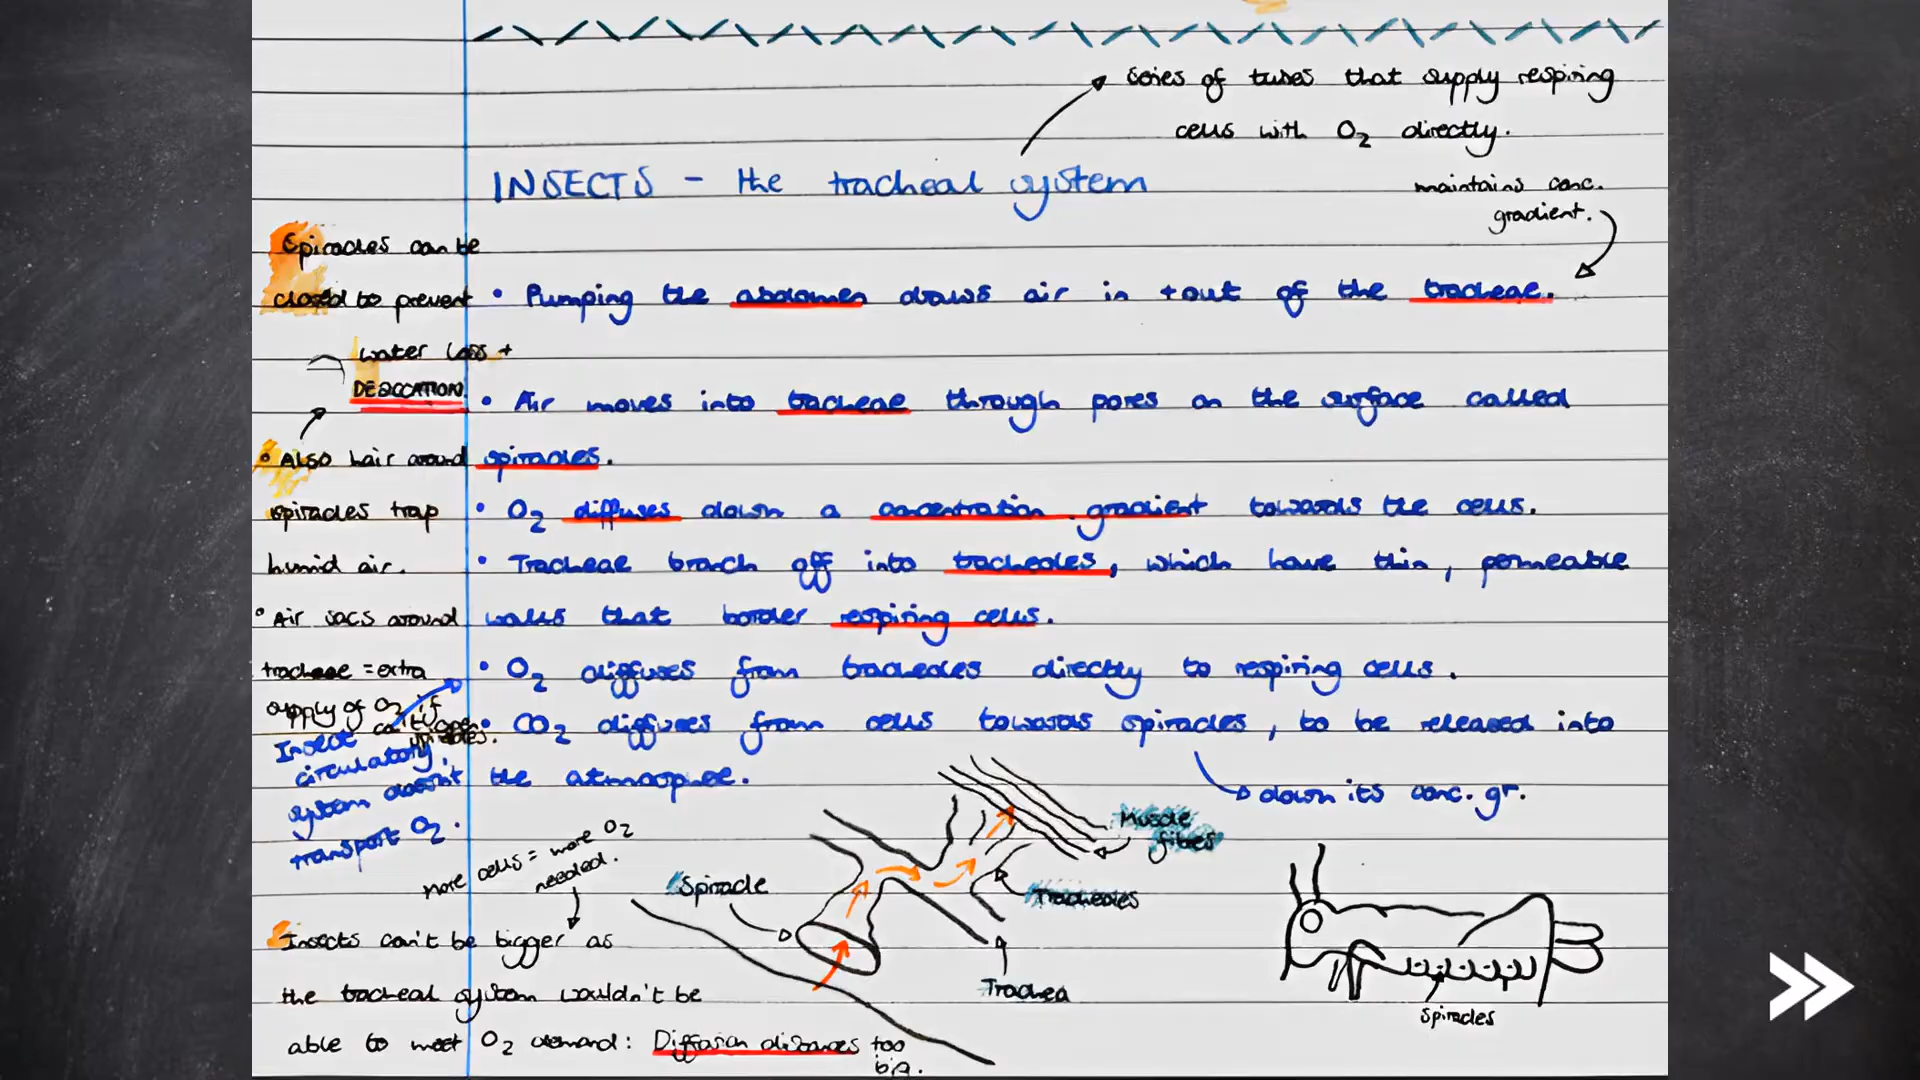 series of tubes that supply respiring
cells with O2 directly.
INSECTS - the tracheal system
maintains conc.
gradient.
Spiracles can be
closed to prevent
water loss +
DESICCATION
• Pumping the abdomen draws air in + out of the tracheae.
• Air moves into tracheae through pores on the surface called
spiracles.
• Also hair around
spiracles trap
humid air.
• O2 diffuses down a concentration gradient towards the cells.
• Tracheae branch off into tracheoles, which have thin, permeable
walls that border respiring cells.
• Air sacs around
tracheae = extra
supply of O2 if
can't open
spiracles.
• O2 diffuses from tracheoles directly to respiring cells.
• CO2 diffuses from cells towards spiracles, to be released into
the atmosphere.
down its conc. gr.
Insect
circulatory
system doesn't
transport O2.
more cells = more O2
needed.
Insects can't be bigger as
the tracheal system wouldn't be
able to meet O2 demand: Diffusion distances too
big.
Spiracle
Muscle
fibres
Tracheoles
Trachea
Spiracles